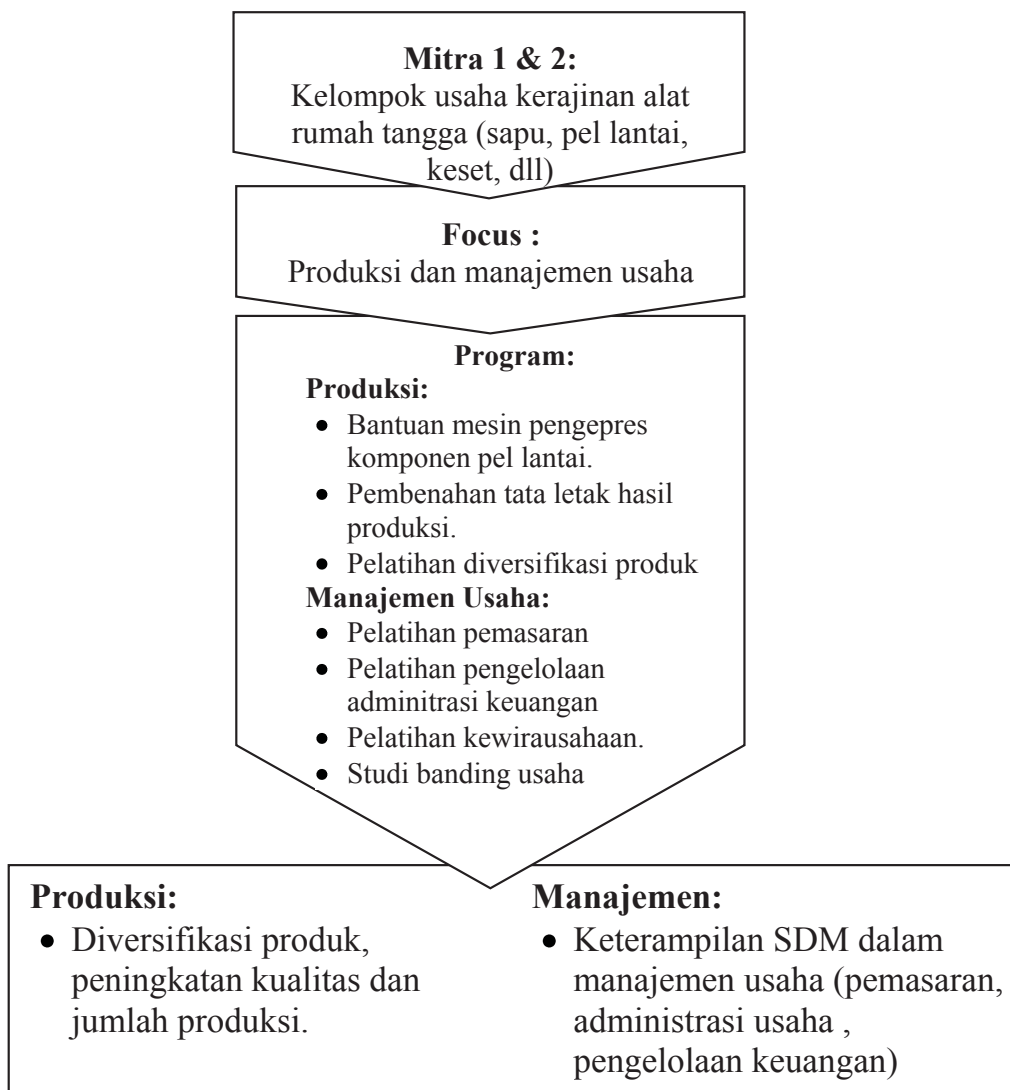 Mitra 1 & 2:
Kelompok usaha kerajinan alat
rumah tangga (sapu, pel lantai,
keset, dll)
Focus :
Produksi dan manajemen usaha
Program:
Produksi:
• Bantuan mesin pengepres
komponen pel lantai.
• Pembenahan tata letak hasil
produksi.
• Pelatihan diversifikasi produk
Manajemen Usaha:
• Pelatihan pemasaran
• Pelatihan pengelolaan
adminitrasi keuangan
• Pelatihan kewirausahaan.
• Studi banding usaha
Produksi:
• Diversifikasi produk,
peningkatan kualitas dan
jumlah produksi.
Manajemen:
• Keterampilan SDM dalam
manajemen usaha (pemasaran,
administrasi usaha ,
pengelolaan keuangan)